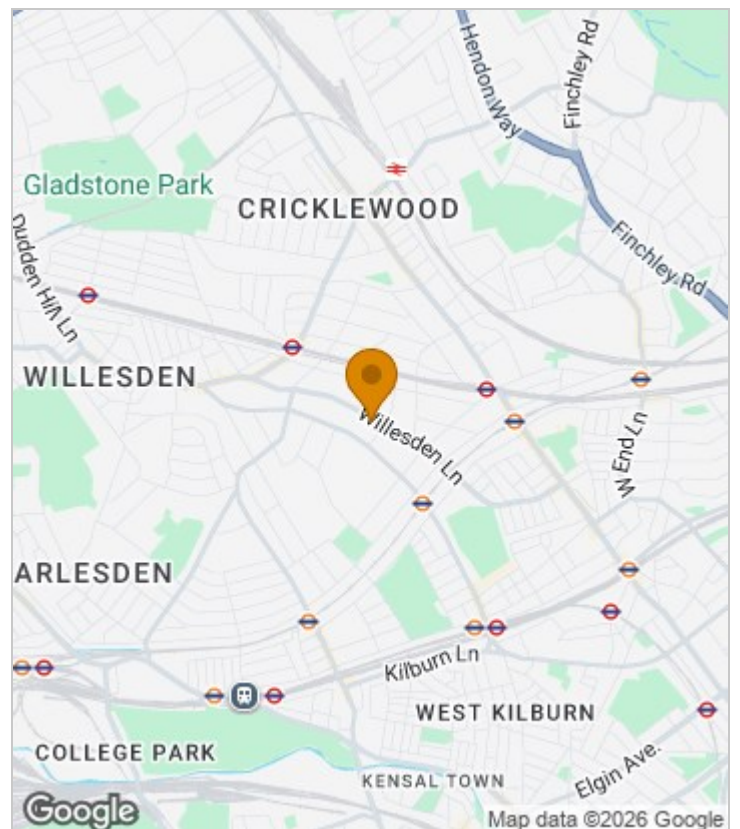 Hendon Way
Finchley Rd
Gladstone Park
CRICKLEWOOD
Finchley Rd
Dudden Hill Ln
WILLESDEN
Willesden Ln
W End Ln
ARLESDEN
Kilburn Ln
WEST KILBURN
COLLEGE PARK
KENSAL TOWN
Elgin Ave.
Google
Map data ©2026 Google